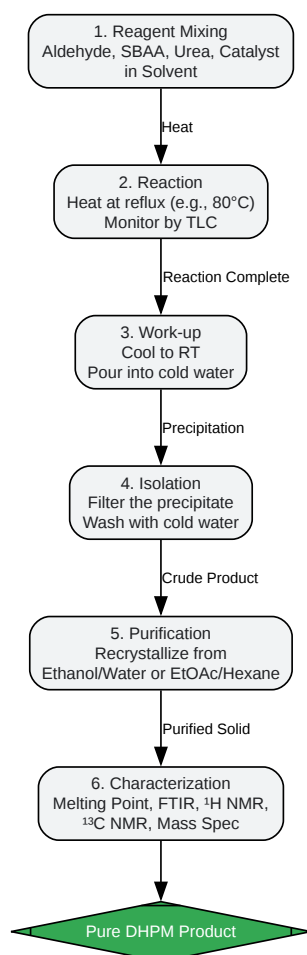 1. Reagent Mixing
Aldehyde, SBAA, Urea, Catalyst
in Solvent
Heat
2. Reaction
Heat at reflux (e.g., 80°C)
Monitor by TLC
Reaction Complete
3. Work-up
Cool to RT
Pour into cold water
Precipitation
4. Isolation
Filter the precipitate
Wash with cold water
Crude Product
5. Purification
Recrystallize from
Ethanol/Water or EtOAc/Hexane
Purified Solid
6. Characterization
Melting Point, FTIR, ¹H NMR,
¹³C NMR, Mass Spec
Pure DHPM Product